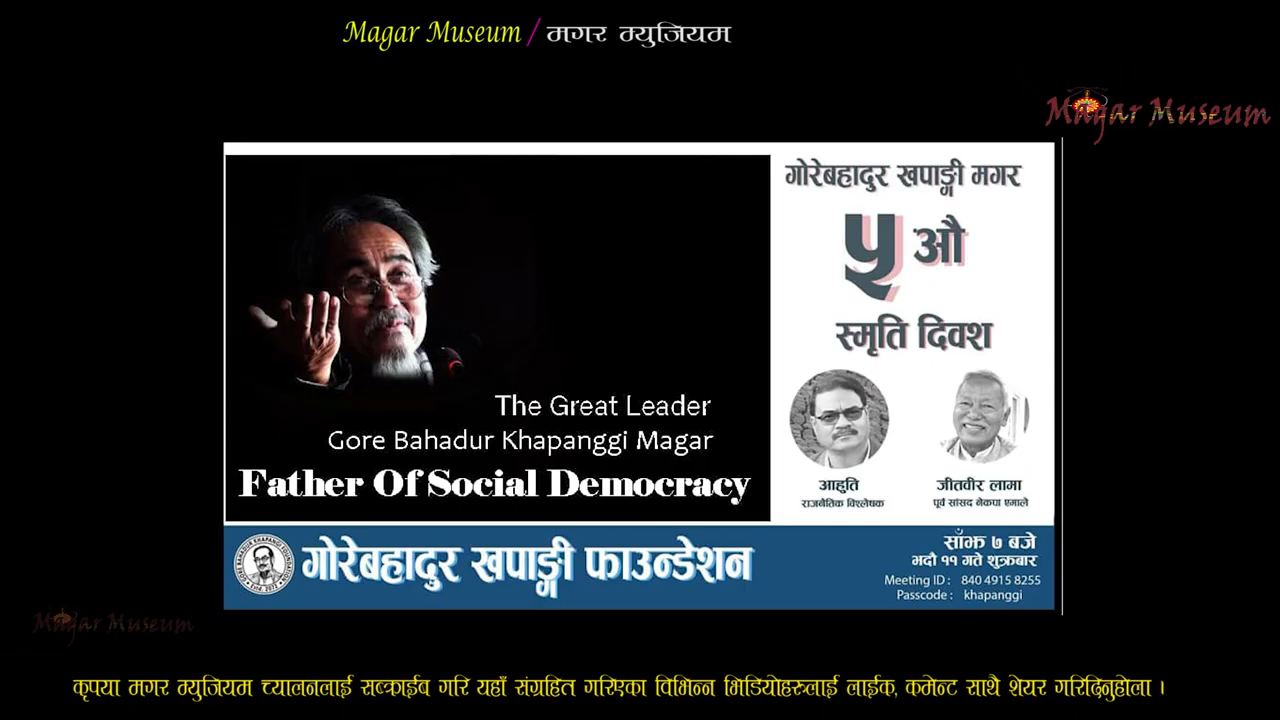 Magar Museum / मगर म्युजियम
Magar Museum
गोरेबहादुर खपाङ्गी मगर
५ औ
स्मृति दिवश
The Great Leader
Gore Bahadur Khapanggi Magar
Father Of Social Democracy
आहुति
राजनैतिक विश्लेषक
जीतवीर लामा
पूर्व सांसद नेकपा एमाले
गोरेबहादुर खपाङ्गी फाउन्डेशन
साँझ ७ बजे
भदौ ११ गते शुक्रबार
Meeting ID : 840 4915 8255
Passcode : khapanggi
Magar Museum
कृपया मगर म्युजियम च्यालनलाई सब्क्राईब गरि यहाँ संग्रहित गरिएका विभिन्न भिडियोहरुलाई लाईक, कमेन्ट साथै शेयर गरिदिनुहोला ।